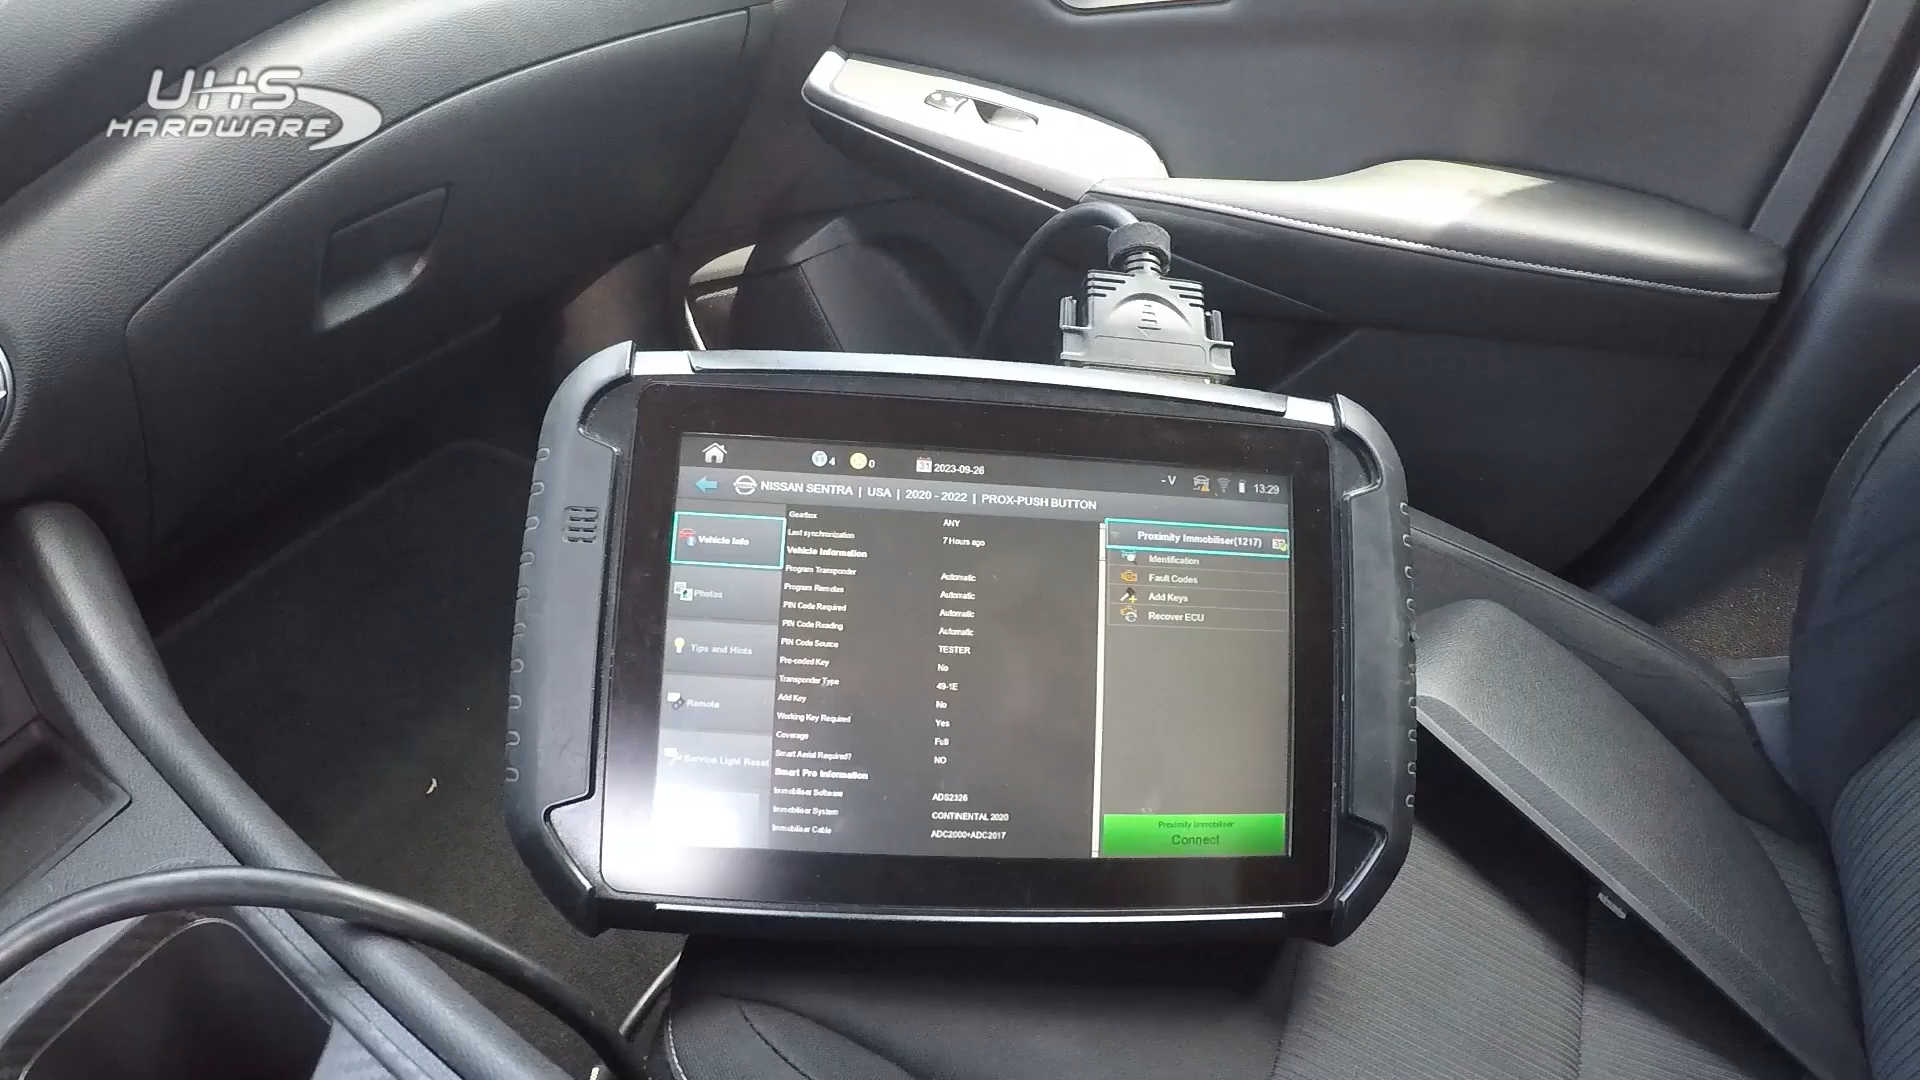 UHS
HARDWARE
4 0 31 2023-09-26 - V 13:29
NISSAN SENTRA | USA | 2020 - 2022 | PROX-PUSH BUTTON
Vehicle Info
Photos
Tips and Hints
Remote
Service Light Reset
Gearbox ANY
Last synchronization 7 Hours ago
Vehicle Information
Program Transponder Automatic
Program Remotes Automatic
PIN Code Required Automatic
PIN Code Reading Automatic
PIN Code Source TESTER
Pre-coded Key No
Transponder Type 49-1E
Add Key No
Working Key Required Yes
Coverage Full
Smart Aerial Required? NO
Smart Pro Information
Immobiliser Software ADS2326
Immobiliser System CONTINENTAL 2020
Immobiliser Cable ADC2000+ADC2017
Proximity Immobiliser(1217)
Identification
Fault Codes
Add Keys
Recover ECU
Proximity Immobiliser
Connect